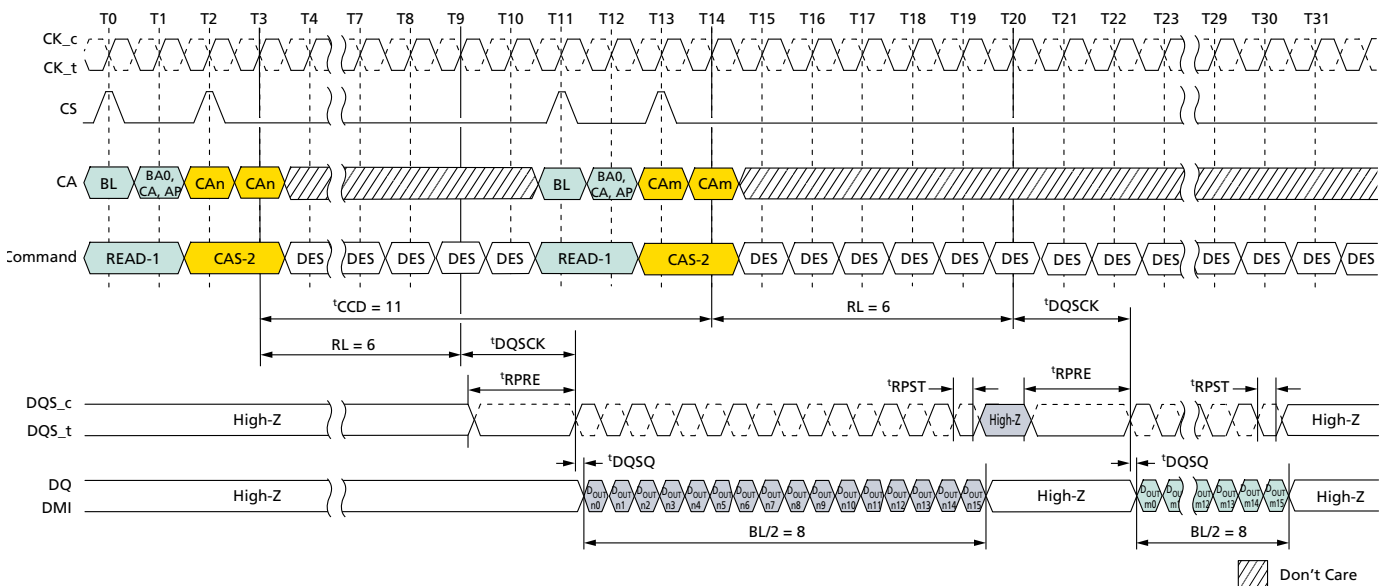 T0 T1 T2 T3 T4 T7 T8 T9 T10 T11 T12 T13 T14 T15 T16 T17 T18 T19 T20 T21 T22 T23 T29 T30 T31
CK_c
CK_t
CS
CA BL BA0, CA, AP CAn CAn BL BA0, CA, AP CAm CAm
Command READ-1 CAS-2 DES DES DES DES DES READ-1 CAS-2 DES DES DES DES DES DES DES DES DES DES DES DES
tCCD = 11 RL = 6 tDQSCK
RL = 6 tDQSCK
tRPRE tRPST tRPRE tRPST
DQS_c
DQS_t High-Z High-Z High-Z
tDQSQ tDQSQ
DQ
DMI High-Z DOUT n0 DOUT n1 DOUT n2 DOUT n3 DOUT n4 DOUT n5 DOUT n6 DOUT n7 DOUT n8 DOUT n9 DOUT n10 DOUT n11 DOUT n12 DOUT n13 DOUT n14 DOUT n15 High-Z DOUT m0 DOUT m12 DOUT m13 DOUT m14 DOUT m15 High-Z
BL/2 = 8 BL/2 = 8
Don't Care